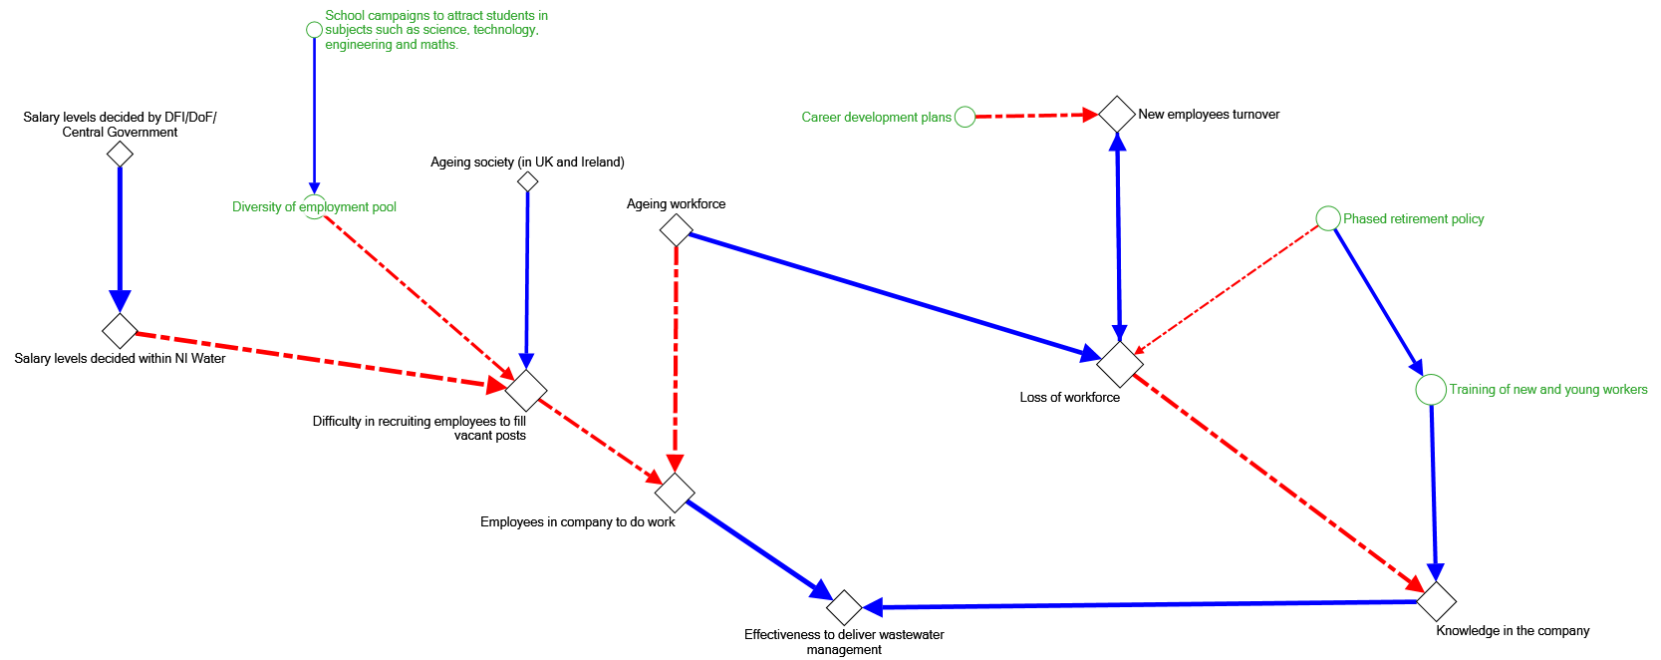 School campaigns to attract students in
subjects such as science, technology,
engineering and maths.
Salary levels decided by DFI/DoF/
Central Government
Career development plans
New employees turnover
Ageing society (in UK and Ireland)
Diversity of employment pool
Ageing workforce
Phased retirement policy
Salary levels decided within NI Water
Difficulty in recruiting employees to fill
vacant posts
Loss of workforce
Training of new and young workers
Employees in company to do work
Effectiveness to deliver wastewater
management
Knowledge in the company